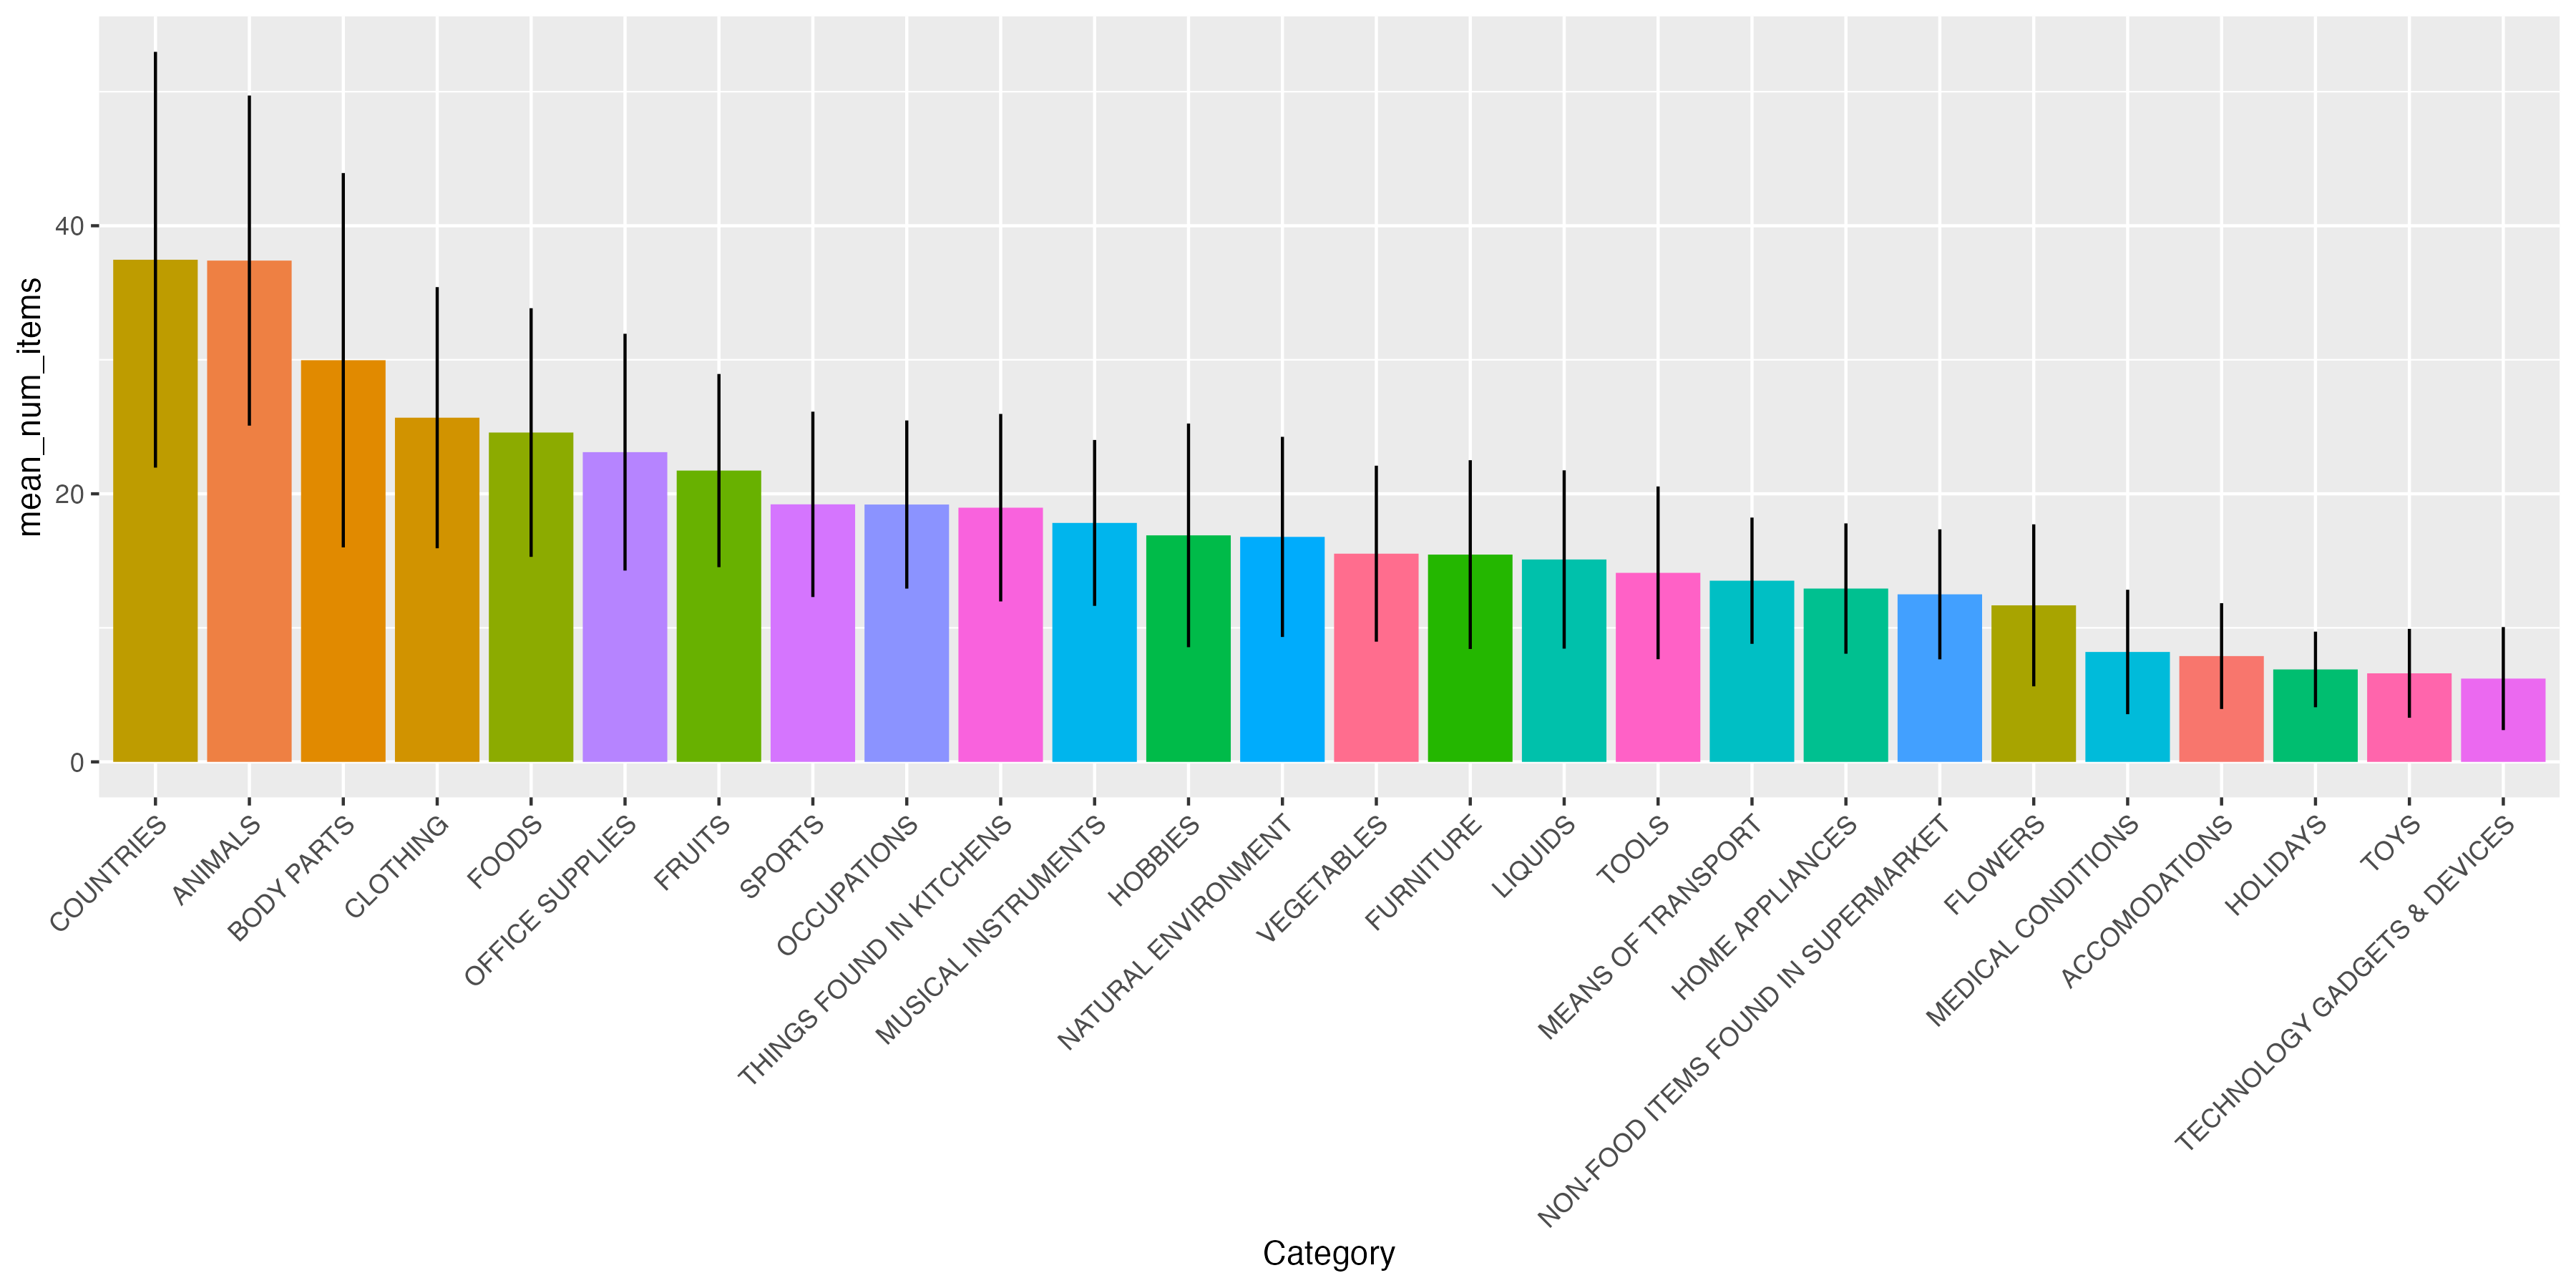 mean_num_items
40
20
0
COUNTRIES
ANIMALS
BODY PARTS
CLOTHING
FOODS
OFFICE SUPPLIES
FRUITS
SPORTS
OCCUPATIONS
THINGS FOUND IN KITCHENS
MUSICAL INSTRUMENTS
HOBBIES
NATURAL ENVIRONMENT
VEGETABLES
FURNITURE
LIQUIDS
TOOLS
MEANS OF TRANSPORT
HOME APPLIANCES
NON-FOOD ITEMS FOUND IN SUPERMARKET
FLOWERS
MEDICAL CONDITIONS
ACCOMODATIONS
HOLIDAYS
TOYS
TECHNOLOGY GADGETS & DEVICES
Category